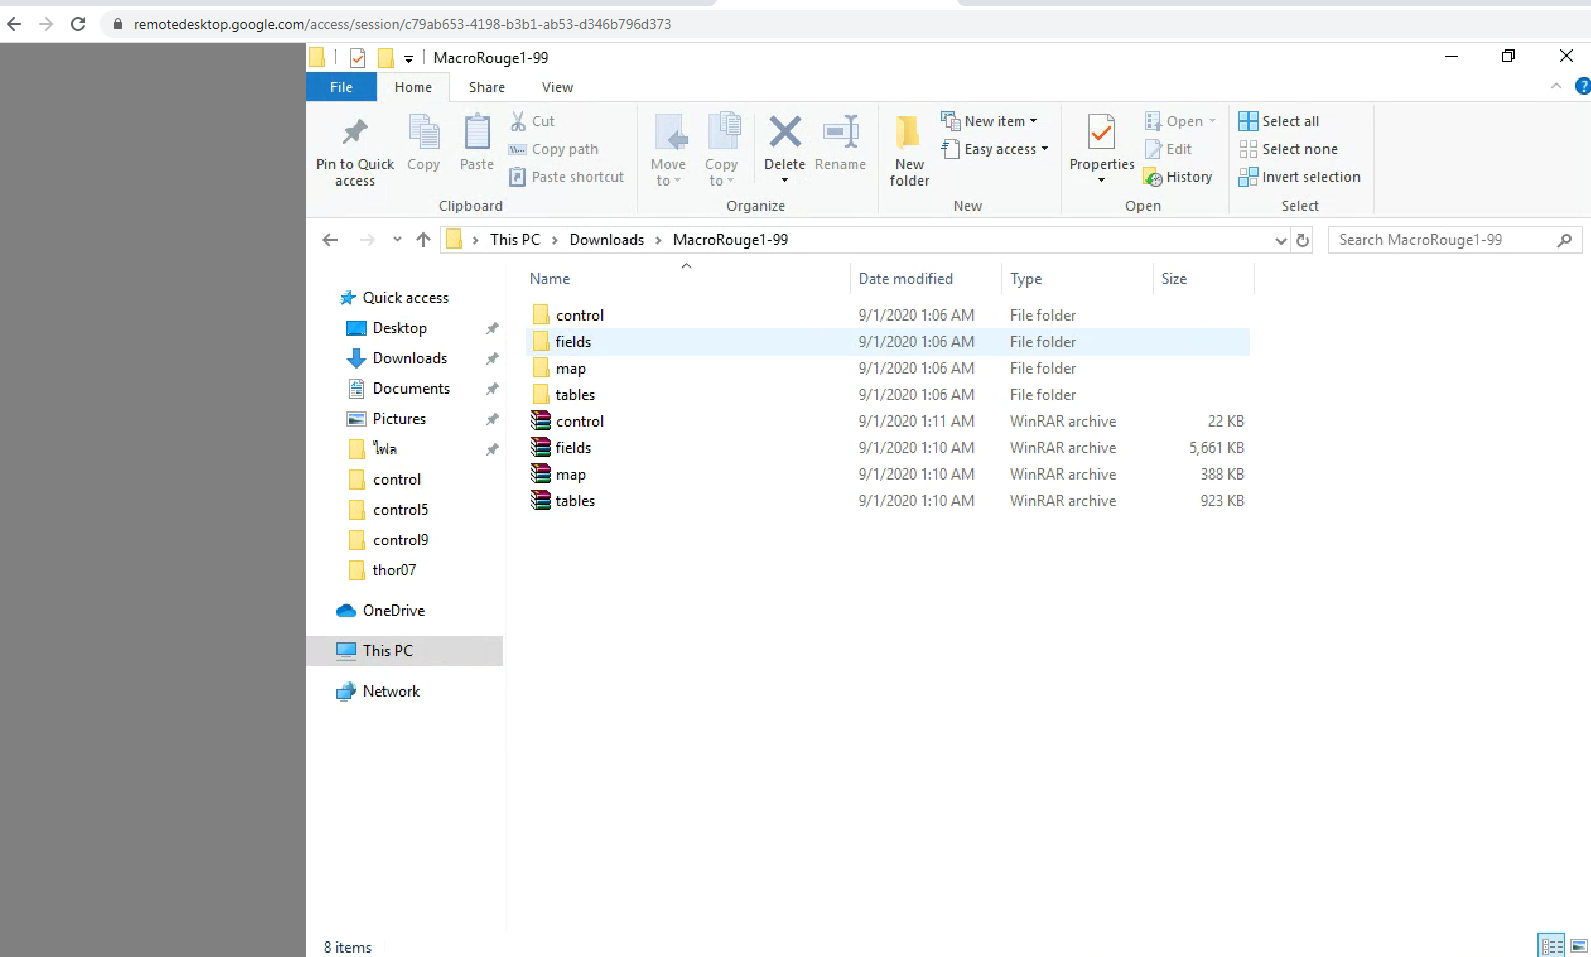 remotedesktop.google.com/access/session/c79ab653-4198-b3b1-ab53-d346b796d373
MacroRouge1-99
File Home Share View
Pin to Quick access
Copy
Paste
Cut
Copy path
Paste shortcut
Clipboard
Move to
Copy to
Delete
Rename
Organize
New folder
New item
Easy access
New
Properties
Open
Edit
History
Open
Select all
Select none
Invert selection
Select
This PC > Downloads > MacroRouge1-99
Search MacroRouge1-99
Quick access
Desktop
Downloads
Documents
Pictures
ไฟล
control
control5
control9
thor07
OneDrive
This PC
Network
Name Date modified Type Size
control 9/1/2020 1:06 AM File folder
fields 9/1/2020 1:06 AM File folder
map 9/1/2020 1:06 AM File folder
tables 9/1/2020 1:06 AM File folder
control 9/1/2020 1:11 AM WinRAR archive 22 KB
fields 9/1/2020 1:10 AM WinRAR archive 5,661 KB
map 9/1/2020 1:10 AM WinRAR archive 388 KB
tables 9/1/2020 1:10 AM WinRAR archive 923 KB
8 items